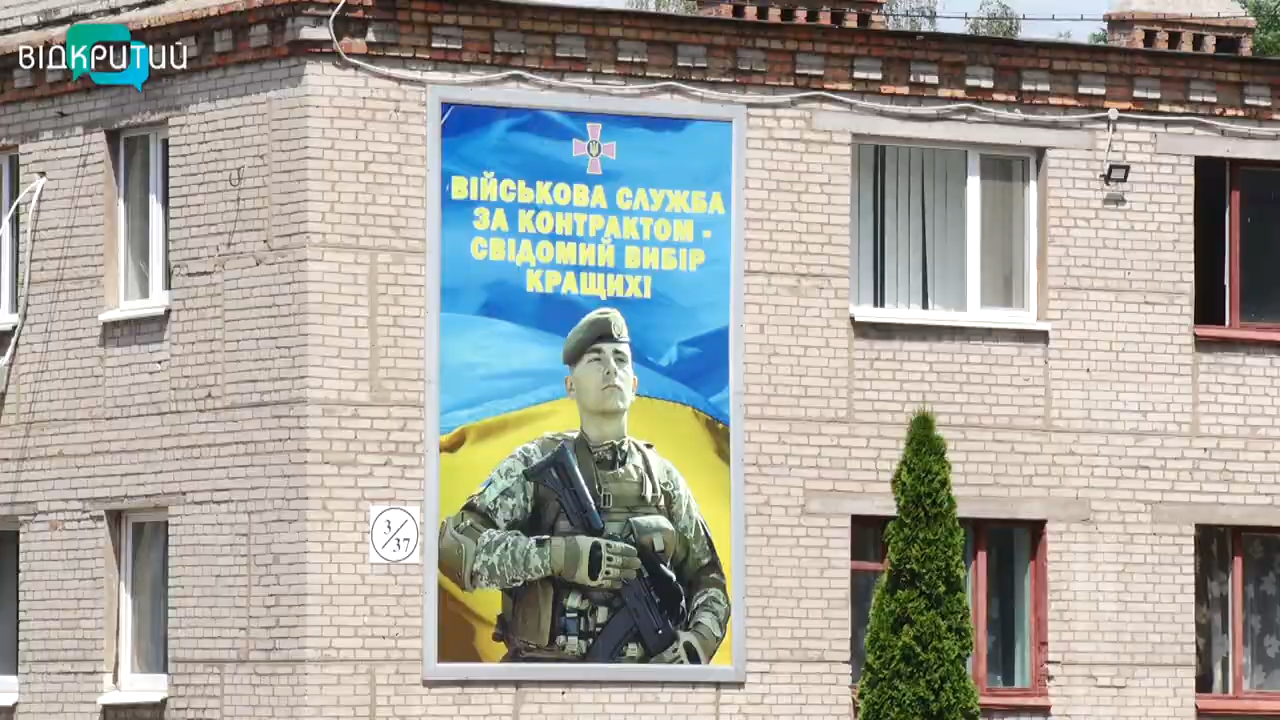 ВІДКРИТИЙ
ВІЙСЬКОВА СЛУЖБА
ЗА КОНТРАКТОМ -
СВІДОМИЙ ВИБІР
КРАЩИХ!
3/37